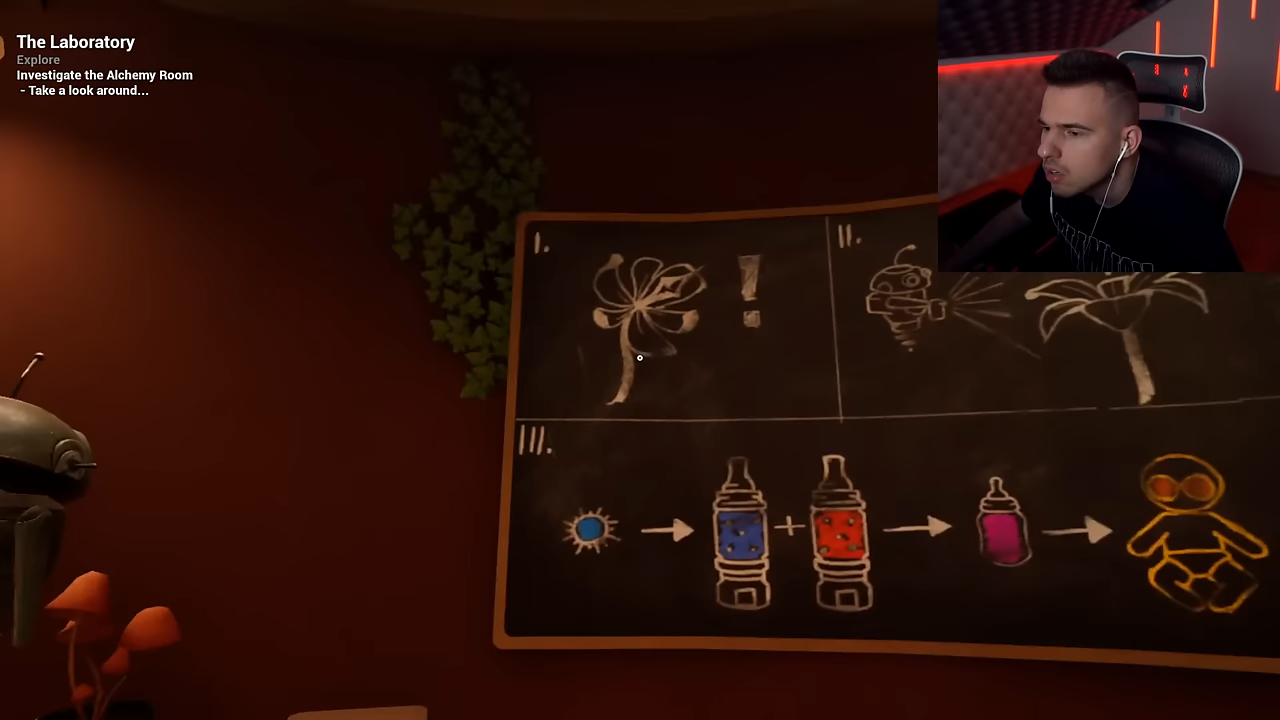 The Laboratory
Explore
Investigate the Alchemy Room
- Take a look around...
I. ! II.
III.
+